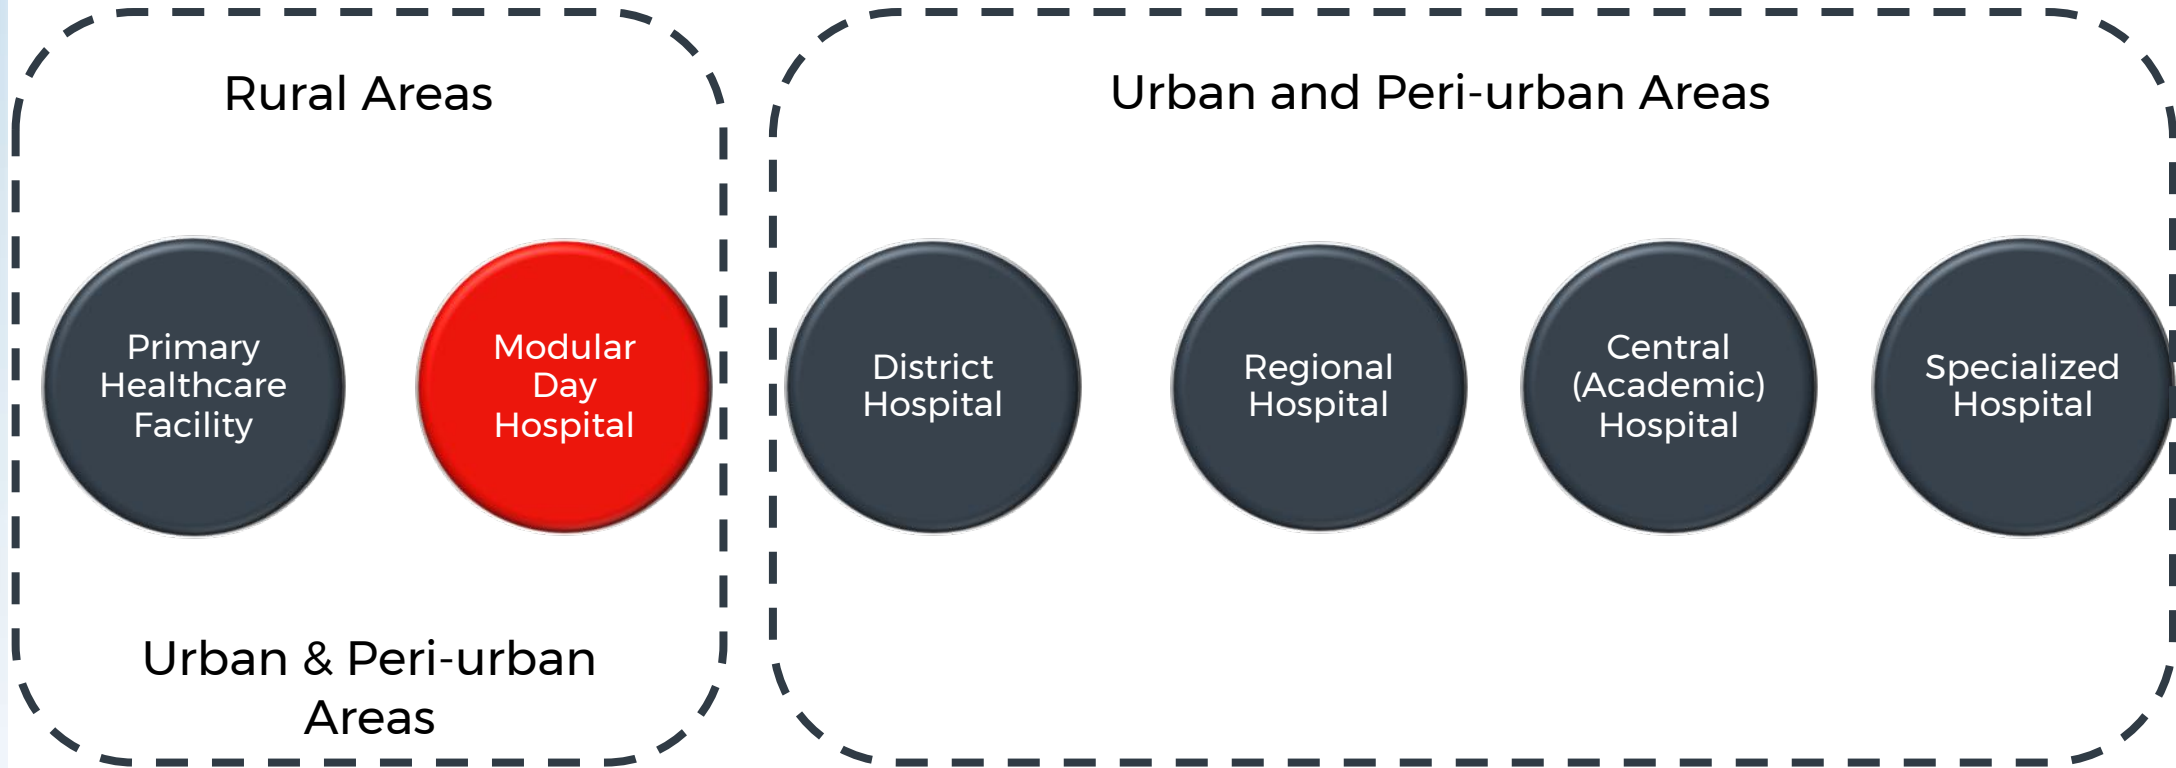 Rural Areas
Urban and Peri-urban Areas
Primary
Healthcare
Facility
Modular
Day
Hospital
District
Hospital
Regional
Hospital
Central
(Academic)
Hospital
Specialized
Hospital
Urban & Peri-urban
Areas